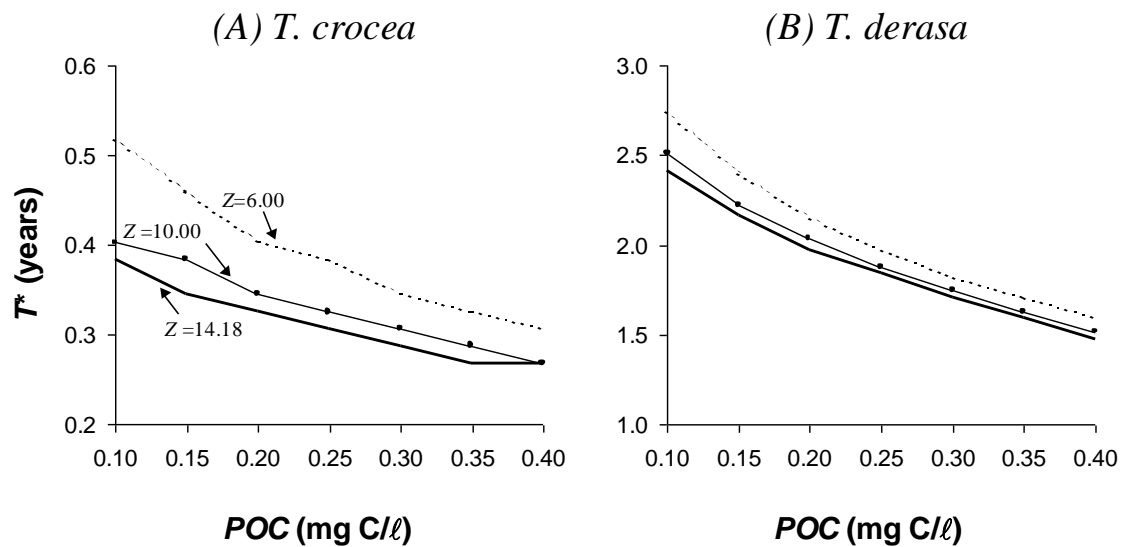 (A) T. crocea
(B) T. derasa
T* (years)
0.6
0.5
0.4
0.3
0.2
Z=6.00
Z =10.00
Z =14.18
0.10 0.15 0.20 0.25 0.30 0.35 0.40
POC (mg C/ℓ)
3.0
2.5
2.0
1.5
1.0
0.10 0.15 0.20 0.25 0.30 0.35 0.40
POC (mg C/ℓ)